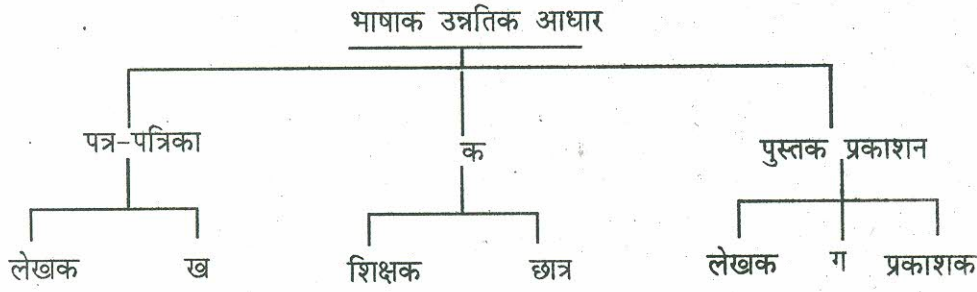 भाषाक उन्नतिक आधार
पत्र-पत्रिका क पुस्तक प्रकाशन
लेखक ख शिक्षक छात्र लेखक ग प्रकाशक